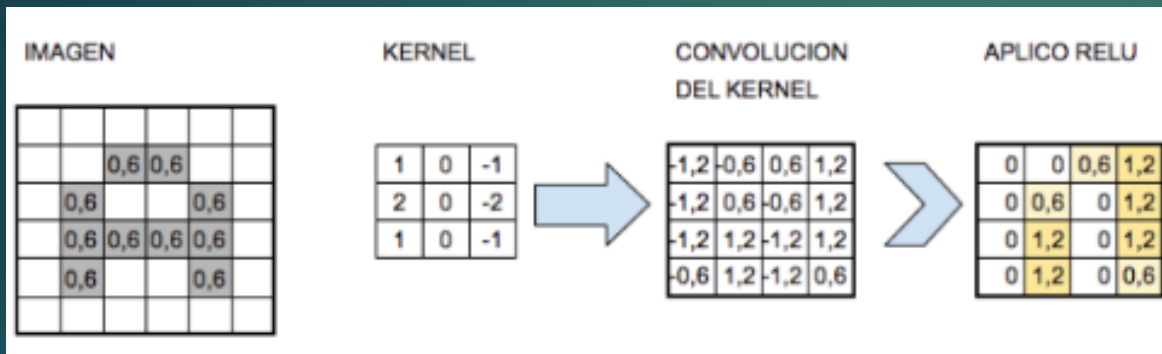 IMAGEN
KERNEL
CONVOLUCION
DEL KERNEL
APLICO RELU
0,6 0,6
0,6 0,6
0,6 0,6 0,6 0,6
0,6 0,6
1 0 -1
2 0 -2
1 0 -1
-1,2 -0,6 0,6 1,2
-1,2 0,6 -0,6 1,2
-1,2 1,2 -1,2 1,2
-0,6 1,2 -1,2 0,6
0 0 0,6 1,2
0 0,6 0 1,2
0 1,2 0 1,2
0 1,2 0 0,6